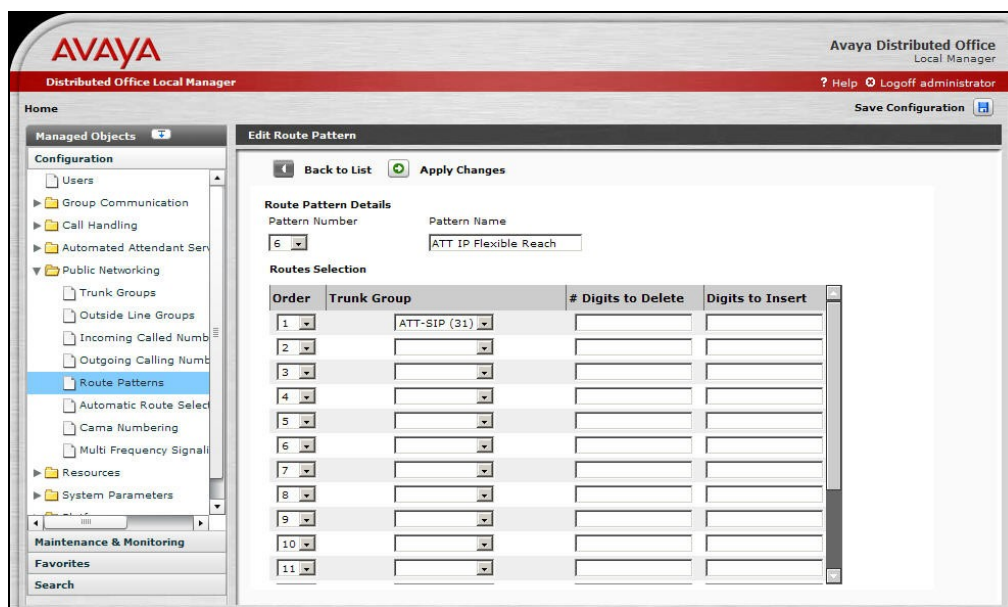 AVAYA
Avaya Distributed Office
Local Manager
Distributed Office Local Manager
? Help Logoff administrator
Home
Save Configuration
Managed Objects
Configuration
Users
Group Communication
Call Handling
Automated Attendant Serv
Public Networking
Trunk Groups
Outside Line Groups
Incoming Called Numb
Outgoing Calling Numb
Route Patterns
Automatic Route Select
Cama Numbering
Multi Frequency Signali
Resources
System Parameters
Maintenance & Monitoring
Favorites
Search
Edit Route Pattern
Back to List Apply Changes
Route Pattern Details
Pattern Number Pattern Name
6 ATT IP Flexible Reach
Routes Selection
Order Trunk Group # Digits to Delete Digits to Insert
1 ATT-SIP (31)
2
3
4
5
6
7
8
9
10
11